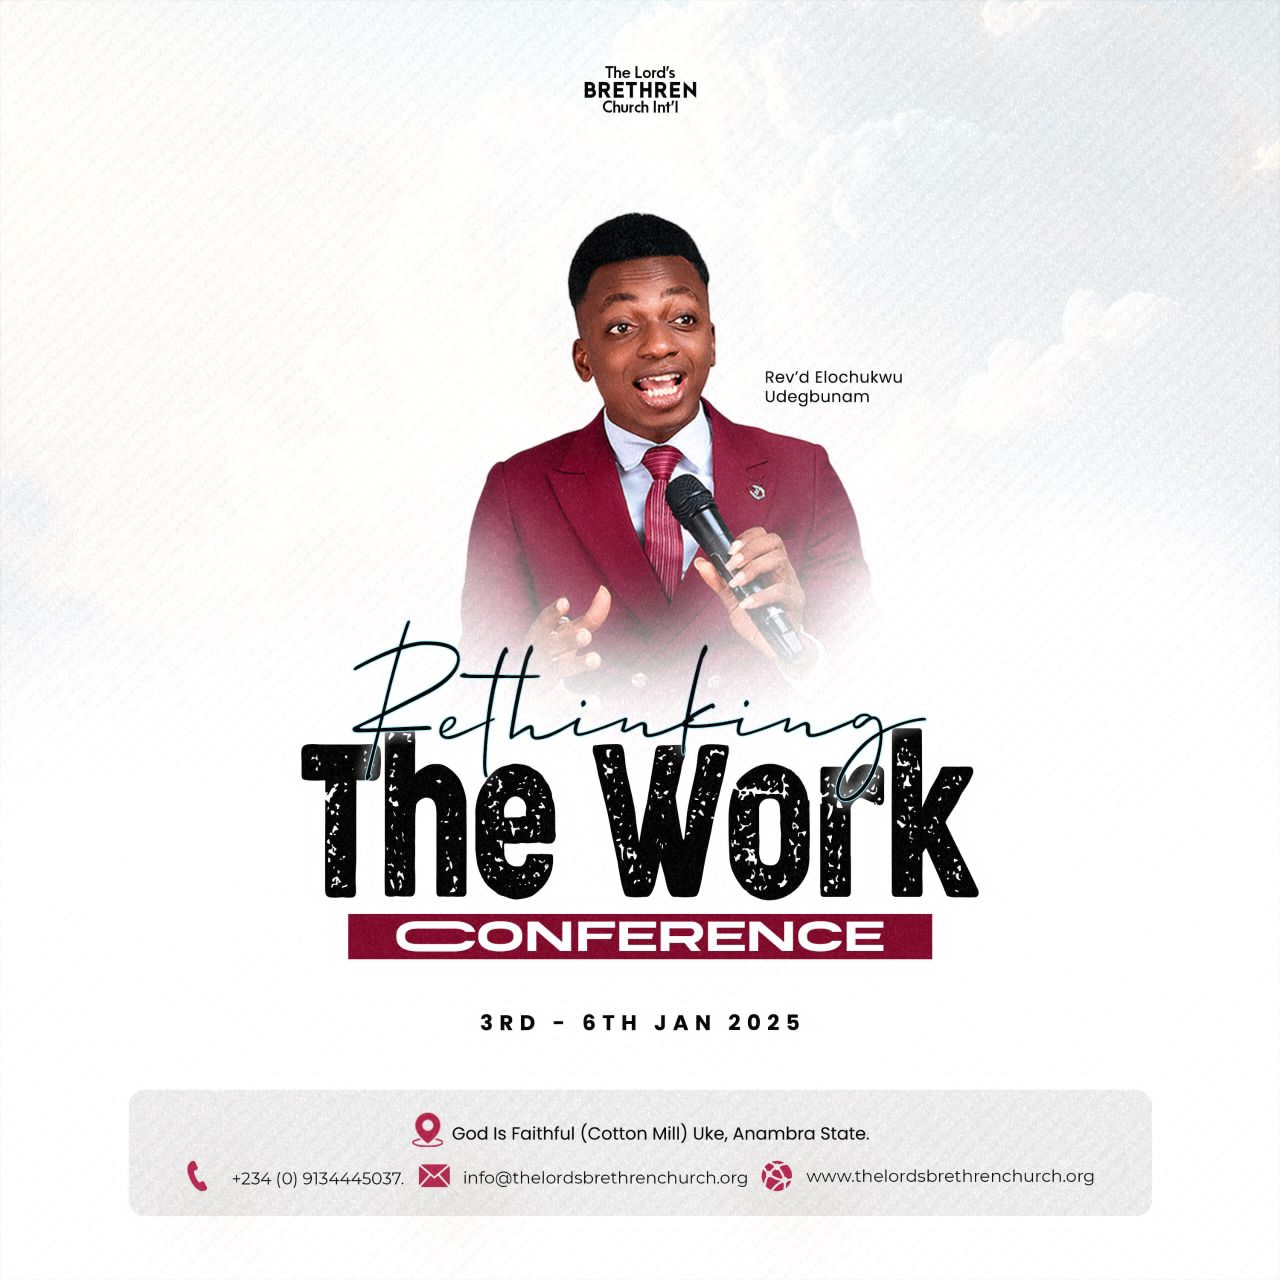 The Lord's
BRETHREN
Church Int'l
Rev'd Elochukwu
Udegbunam
Rethinking
The Work
CONFERENCE
3RD - 6TH JAN 2025
God Is Faithful (Cotton Mill) Uke, Anambra State.
+234 (0) 9134445037.
info@thelordsbrethrenchurch.org
www.thelordsbrethrenchurch.org